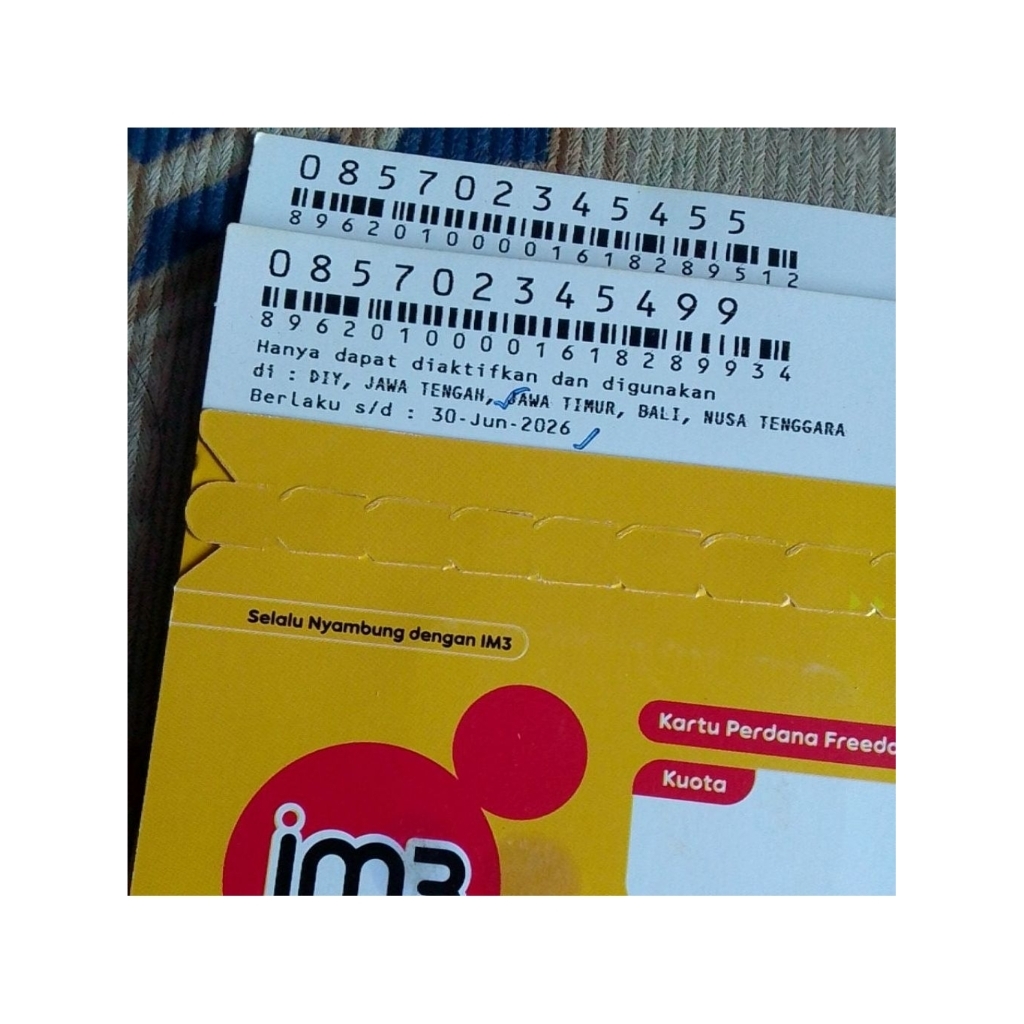 085702345455
8962010000161828951 2
085702345499
8962010000161828993 4
Hanya dapat diaktifkan dan digunakan
di : DIY, JAWA TENGAH, JAWA TIMUR, BALI, NUSA TENGGARA
Berlaku s/d : 30-Jun-2026
Selalu Nyambung dengan IM3
Kartu Perdana Freedo
Kuota
im3